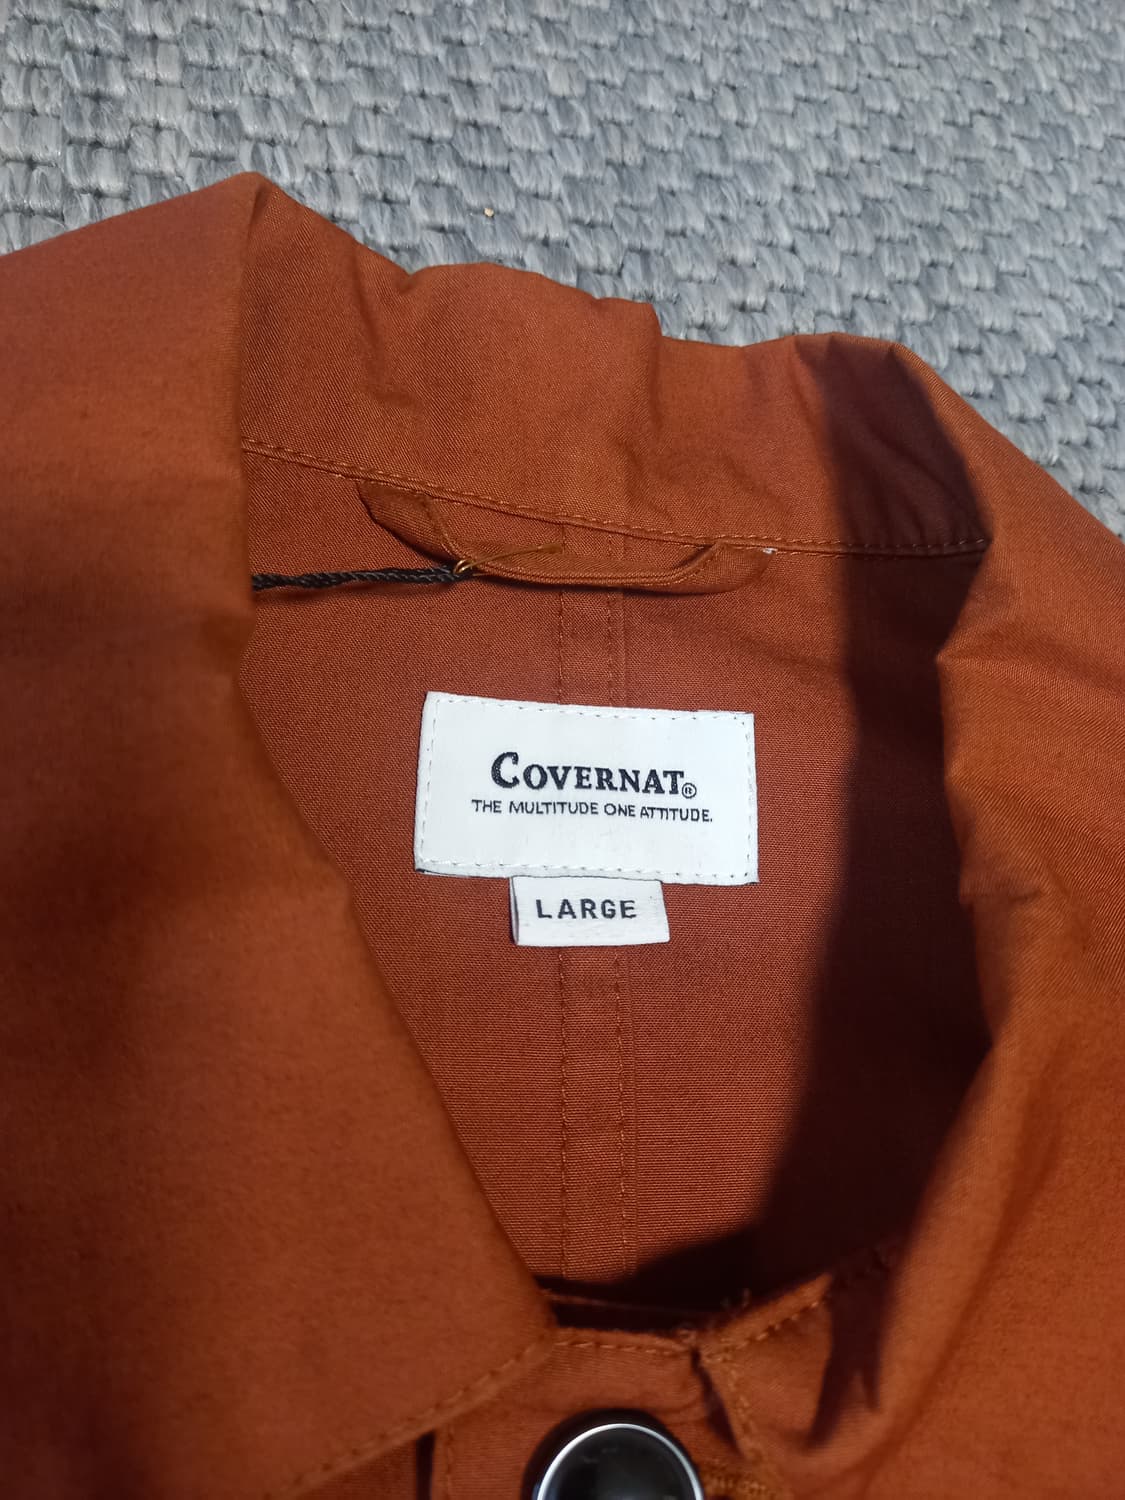 COVERNAT®
THE MULTITUDE ONE ATTITUDE.
LARGE